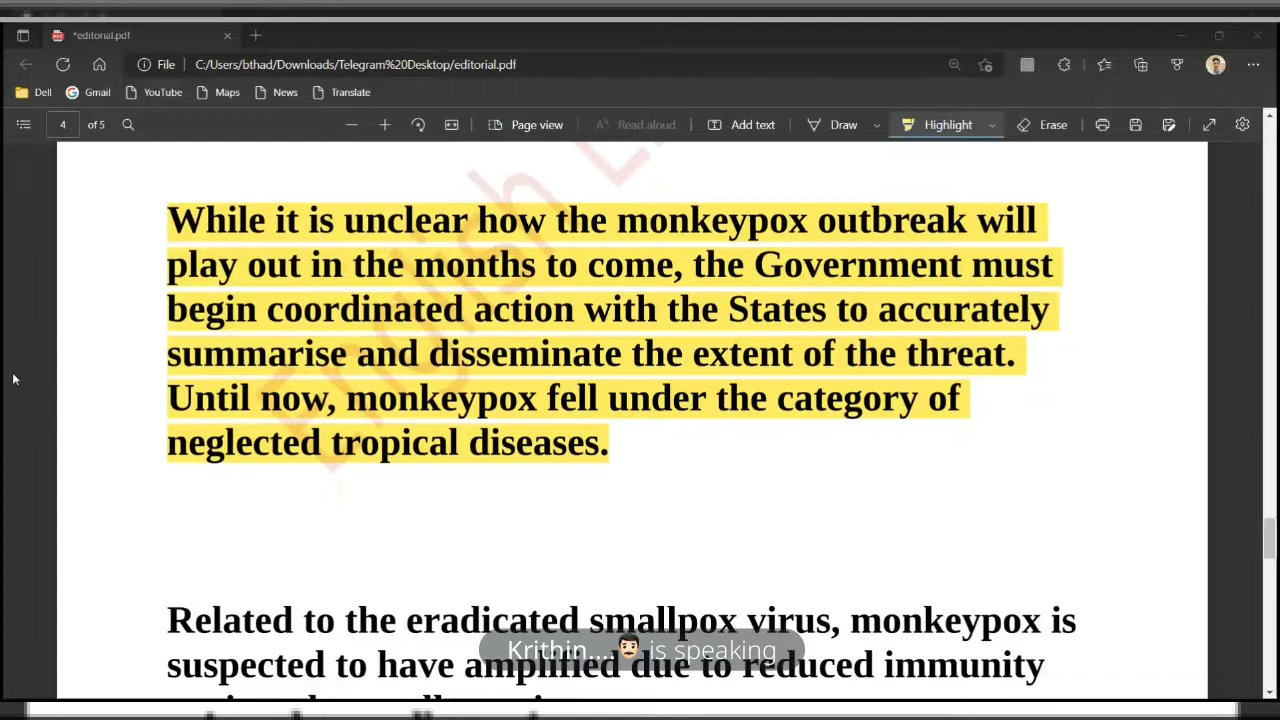 *editorial.pdf
File C:/Users/bthad/Downloads/Telegram%20Desktop/editorial.pdf
Dell Gmail YouTube Maps News Translate
4 of 5 Page view Read aloud Add text Draw Highlight Erase
English
While it is unclear how the monkeypox outbreak will
play out in the months to come, the Government must
begin coordinated action with the States to accurately
summarise and disseminate the extent of the threat.
Until now, monkeypox fell under the category of
neglected tropical diseases.
Related to the eradicated smallpox virus, monkeypox is
Krithin.... is speaking
suspected to have amplified due to reduced immunity